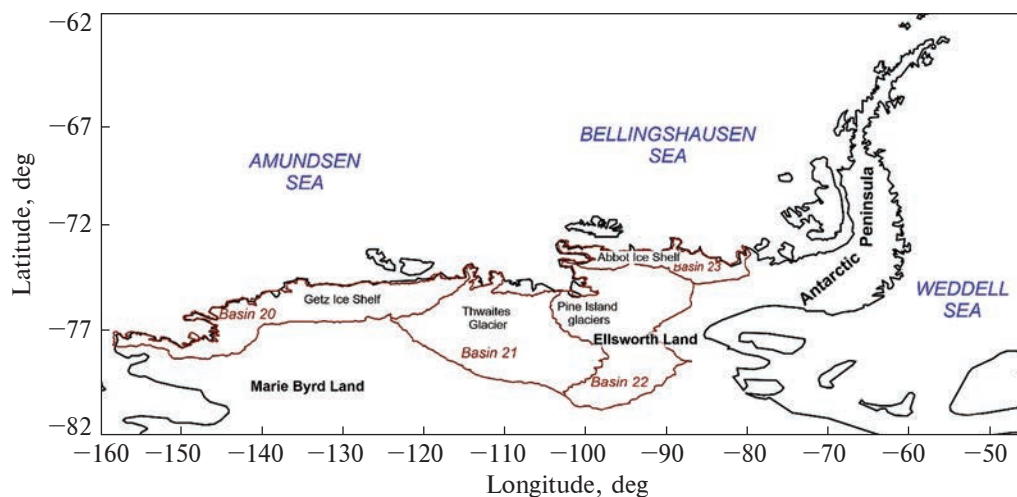 −62
−67
−72
−77
−82
Latitude, deg
AMUNDSEN
SEA
BELLINGSHAUSEN
SEA
WEDDELL
SEA
Antarctic Peninsula
Abbot Ice Shelf
Basin 23
Getz Ice Shelf
Basin 20
Thwaites
Glacier
Pine Island
glaciers
Ellsworth Land
Basin 21
Basin 22
Marie Byrd Land
−160 −150 −140 −130 −120 −110 −100 −90 −80 −70 −60 −50
Longitude, deg